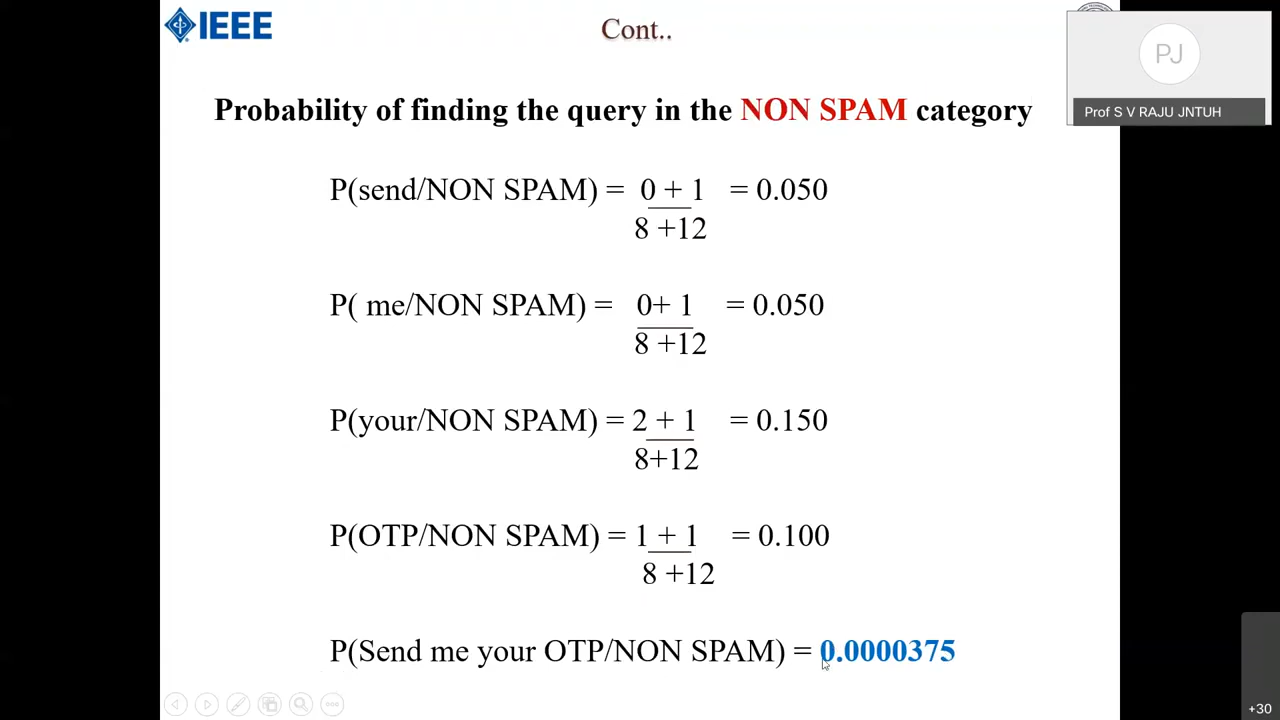 IEEE
Cont..
PJ
Prof S V RAJU JNTUH
Probability of finding the query in the NON SPAM category
P(send/NON SPAM) = 0 + 1 = 0.050
8 +12
P( me/NON SPAM) = 0+ 1 = 0.050
8 +12
P(your/NON SPAM) = 2 + 1 = 0.150
8+12
P(OTP/NON SPAM) = 1 + 1 = 0.100
8 +12
P(Send me your OTP/NON SPAM) = 0.0000375
+30